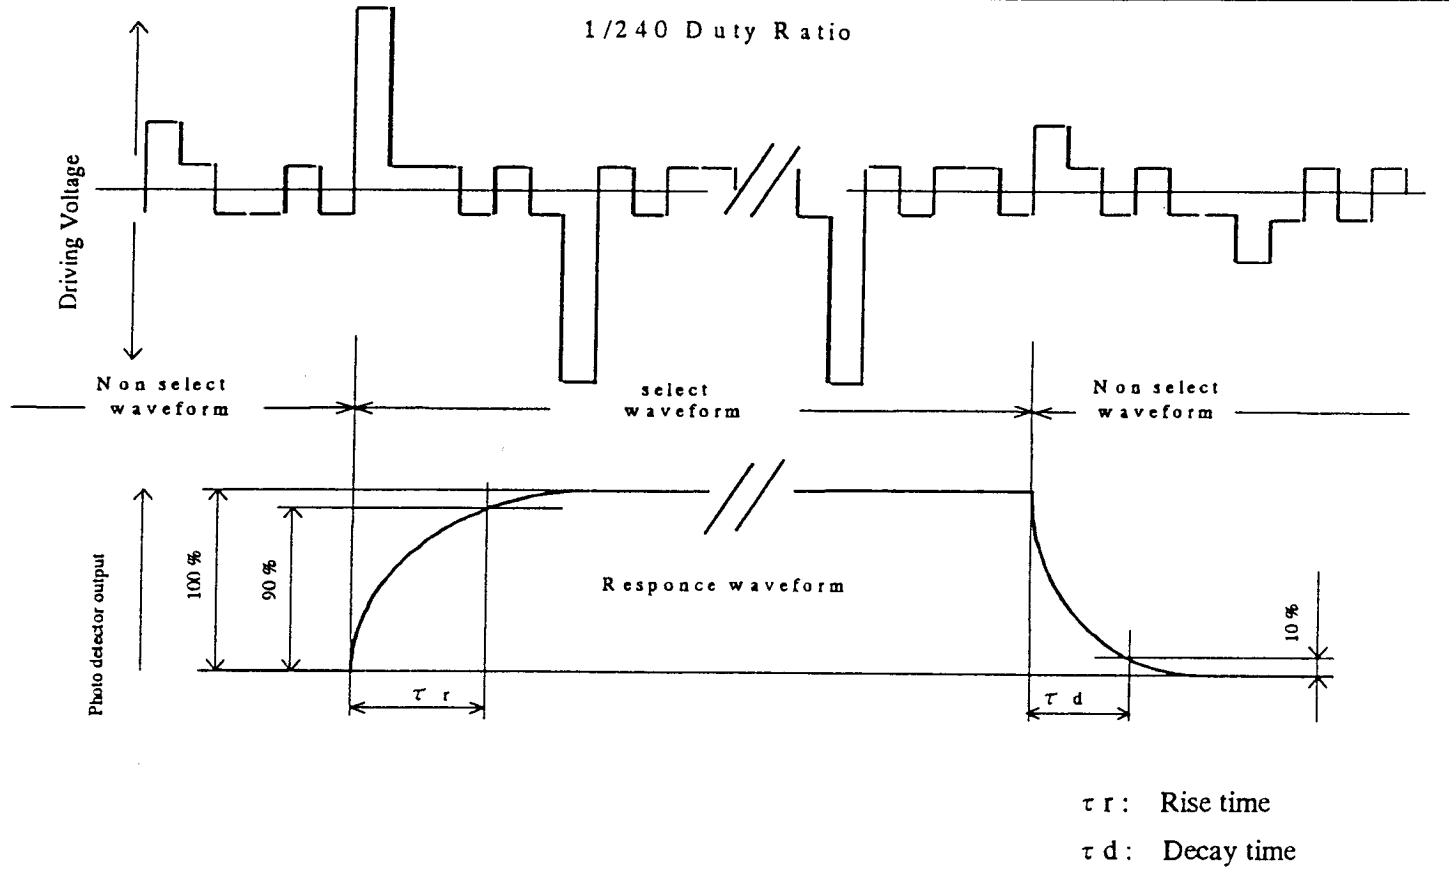 1/240 Duty Ratio
Driving Voltage
Non select
waveform
select
waveform
Non select
waveform
Photo detector output
100 %
90 %
Responce waveform
10 %
τ r
τ d
τ r : Rise time
τ d : Decay time